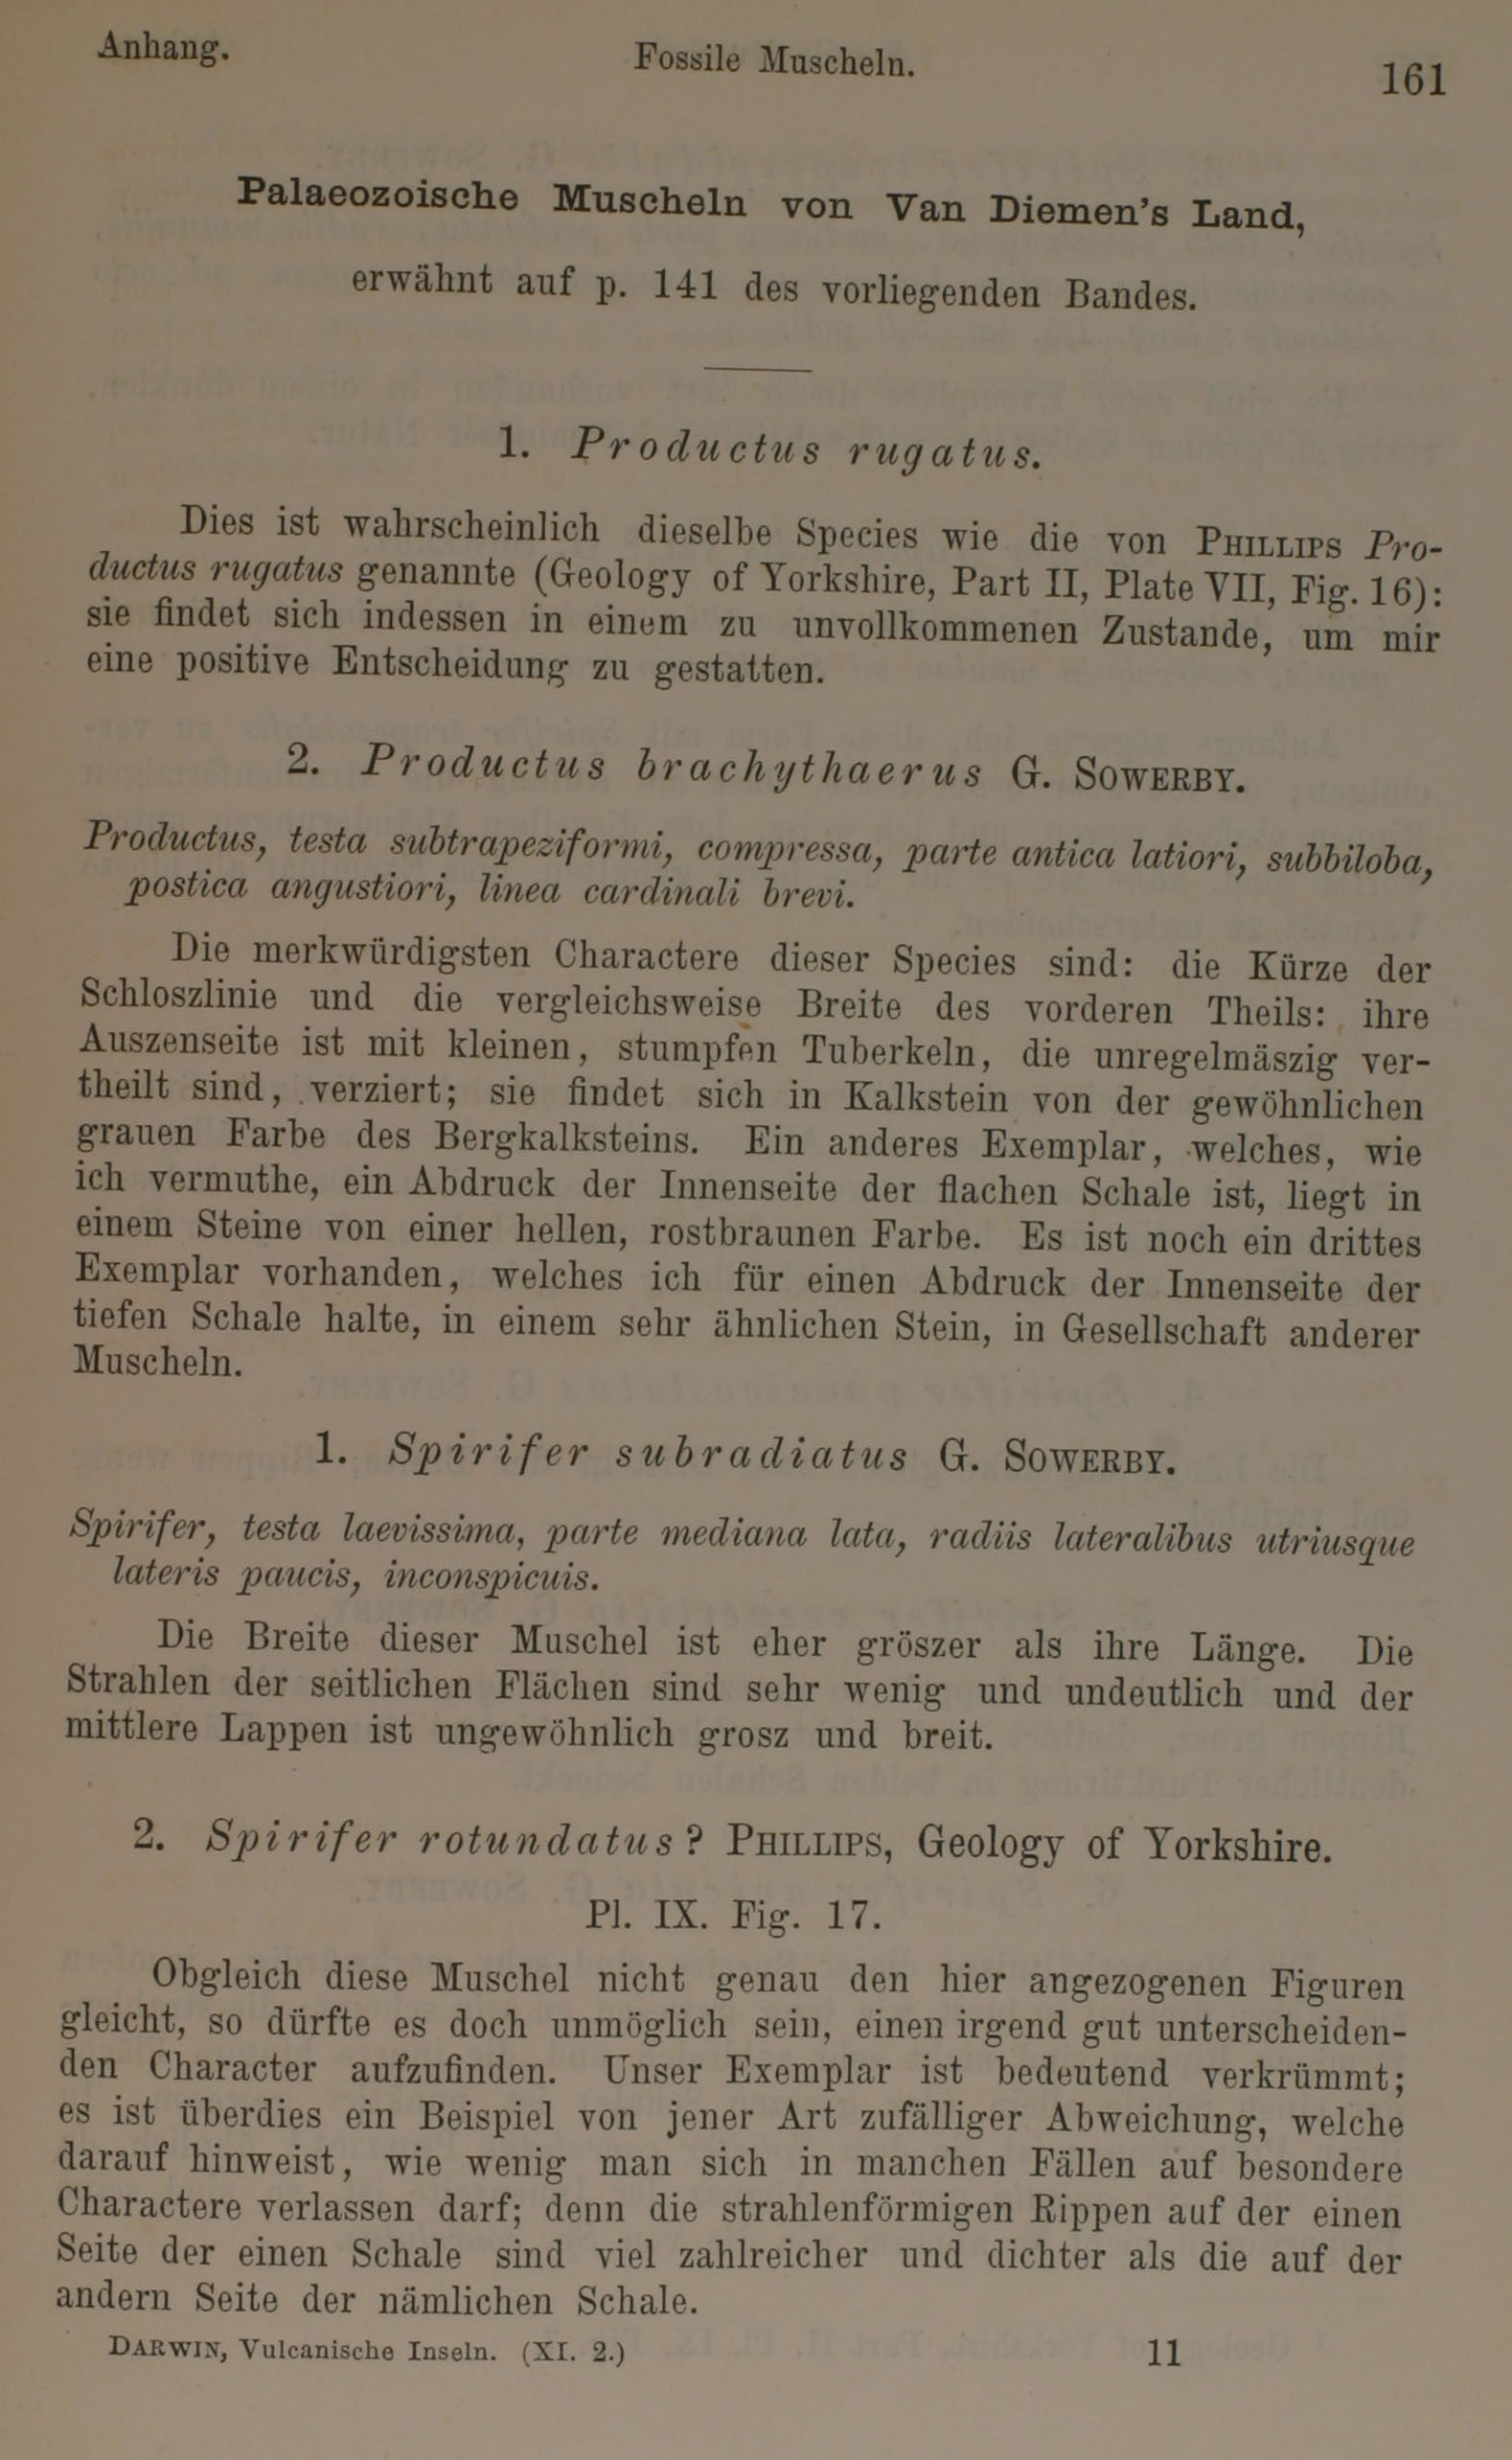 Anhang. Fossile Muscheln. 161
Palaeozoische Muscheln von Van Diemen's Land,
erwähnt auf p. 141 des vorliegenden Bandes.
1. Productus rugatus.
Dies ist wahrscheinlich dieselbe Species wie die von PHILLIPS Pro-
ductus rugatus genannte (Geology of Yorkshire, Part II, Plate VII, Fig. 16):
sie findet sich indessen in einem zu unvollkommenen Zustande, um mir
eine positive Entscheidung zu gestatten.
2. Productus brachythaerus G. SOWERBY.
Productus, testa subtrapeziformi, compressa, parte antica latiori, subbiloba,
postica angustiori, linea cardinali brevi.
Die merkwürdigsten Charactere dieser Species sind: die Kürze der
Schloszlinie und die vergleichsweise Breite des vorderen Theils: ihre
Auszenseite ist mit kleinen, stumpfen Tuberkeln, die unregelmäszig ver-
theilt sind, verziert; sie findet sich in Kalkstein von der gewöhnlichen
grauen Farbe des Bergkalksteins. Ein anderes Exemplar, welches, wie
ich vermuthe, ein Abdruck der Innenseite der flachen Schale ist, liegt in
einem Steine von einer hellen, rostbraunen Farbe. Es ist noch ein drittes
Exemplar vorhanden, welches ich für einen Abdruck der Innenseite der
tiefen Schale halte, in einem sehr ähnlichen Stein, in Gesellschaft anderer
Muscheln.
1. Spirifer subradiatus G. SOWERBY.
Spirifer, testa laevissima, parte mediana lata, radiis lateralibus utriusque
lateris paucis, inconspicuis.
Die Breite dieser Muschel ist eher gröszer als ihre Länge. Die
Strahlen der seitlichen Flächen sind sehr wenig und undeutlich und der
mittlere Lappen ist ungewöhnlich grosz und breit.
2. Spirifer rotundatus? PHILLIPS, Geology of Yorkshire.
Pl. IX. Fig. 17.
Obgleich diese Muschel nicht genau den hier angezogenen Figuren
gleicht, so dürfte es doch unmöglich sein, einen irgend gut unterscheiden-
den Character aufzufinden. Unser Exemplar ist bedeutend verkrümmt;
es ist überdies ein Beispiel von jener Art zufälliger Abweichung, welche
darauf hinweist, wie wenig man sich in manchen Fällen auf besondere
Charactere verlassen darf; denn die strahlenförmigen Rippen auf der einen
Seite der einen Schale sind viel zahlreicher und dichter als die auf der
andern Seite der nämlichen Schale.
DARWIN, Vulcanische Inseln. (XI. 2.) 11